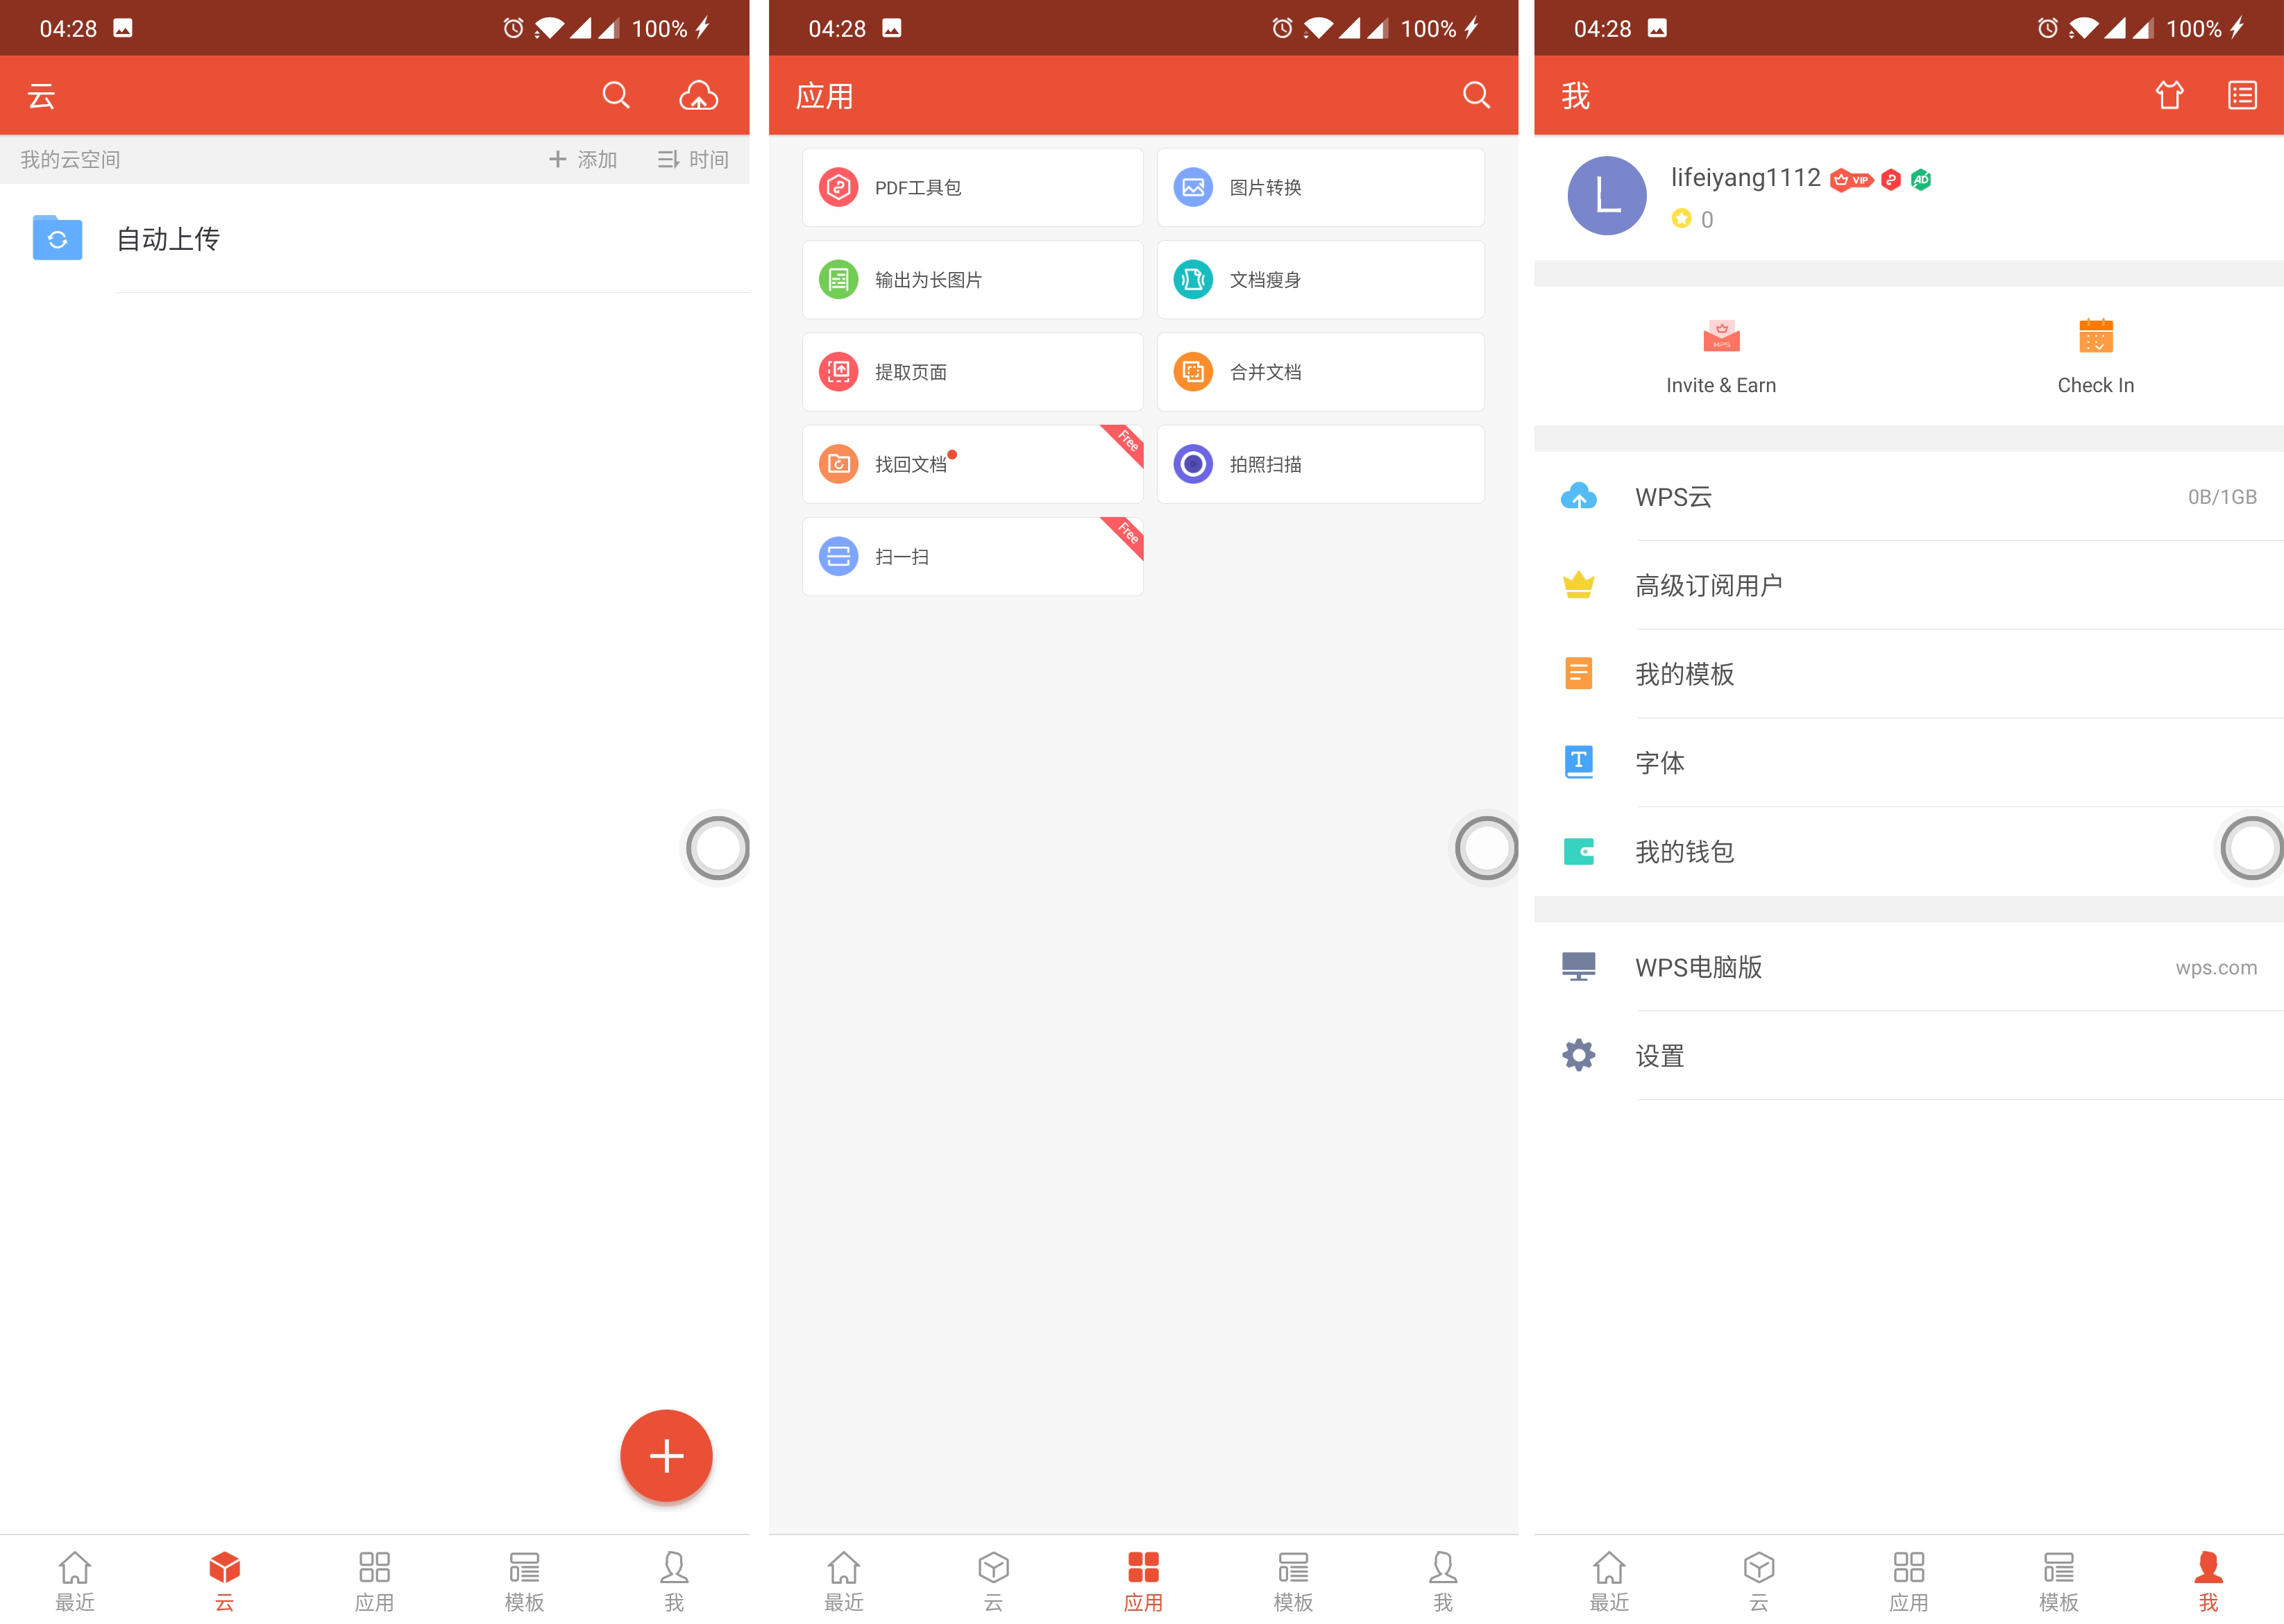 04:28 100%
云
我的云空间 添加 时间
自动上传
最近 云 应用 模板 我
04:28 100%
应用
PDF工具包 图片转换
输出为长图片 文档瘦身
提取页面 合并文档
找回文档 Free 拍照扫描
扫一扫 Free
最近 云 应用 模板 我
04:28 100%
我
L
lifeiyang1112 VIP AD
0
WPS
Invite & Earn Check In
WPS云 0B/1GB
高级订阅用户
我的模板
T 字体
我的钱包
WPS电脑版 wps.com
设置
最近 云 应用 模板 我